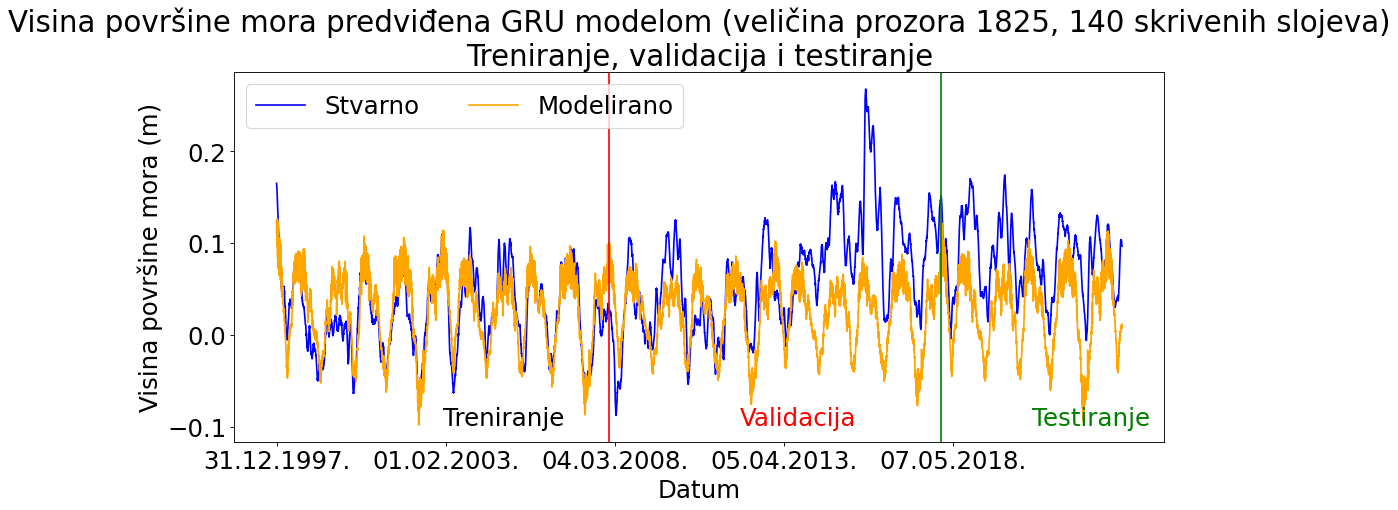 Visina površine mora predviđena GRU modelom (veličina prozora 1825, 140 skrivenih slojeva)
Treniranje, validacija i testiranje
Stvarno
Modelirano
Visina površine mora (m)
0.2
0.1
0.0
−0.1
Treniranje
Validacija
Testiranje
31.12.1997.
01.02.2003.
04.03.2008.
05.04.2013.
07.05.2018.
Datum